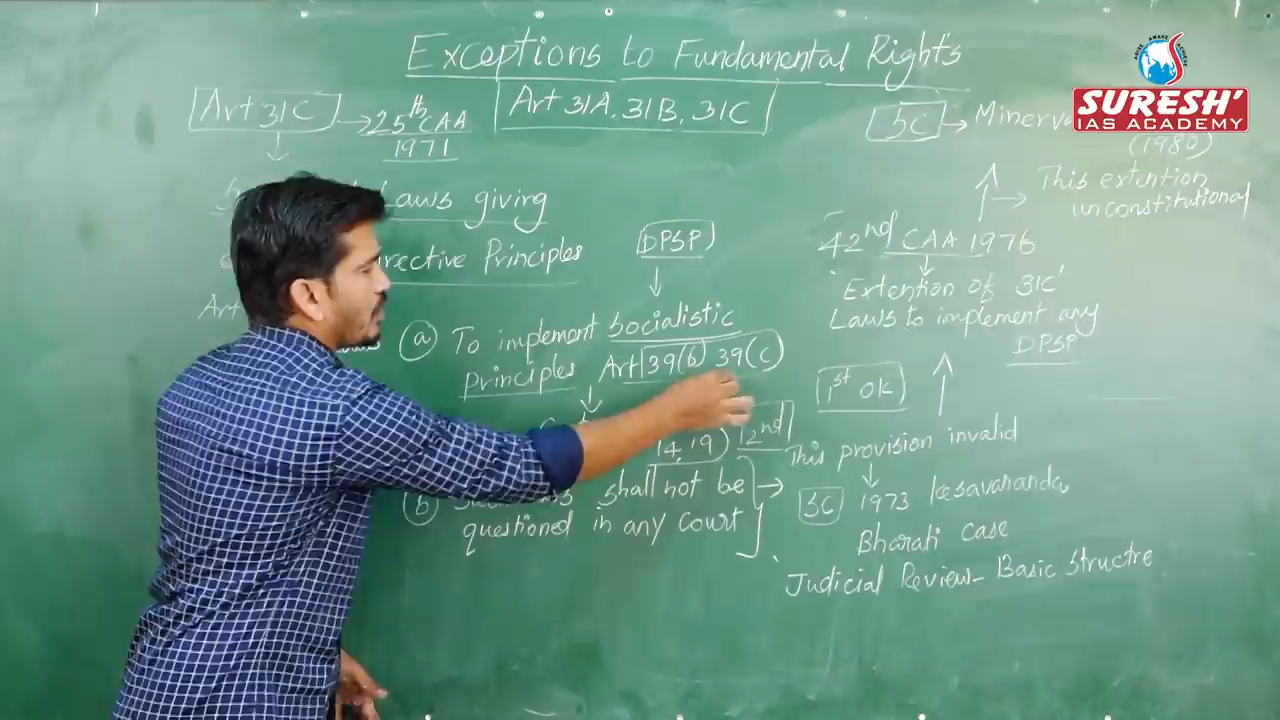 Exceptions to Fundamental Rights
Art 31A, 31B, 31C
Art 31C → 25th CAA
1971
Laws giving
Directive Principles
Art
DPSP
(a) To implement socialistic
Principles Art 39(b) 39(c)
14, 19) 2nd
(b) shall not be
questioned in any court
SC → Minerva
(1980)
This extention
unconstitutional
42nd CAA 1976
Extention of 31C'
Laws to implement any
DPSP
1st OK
This provision invalid
SC 1973 Kesavananda
Bharati Case
Judicial Review - Basic Structre
ARISE AWAKE ACHIEVE
SURESH'
IAS ACADEMY